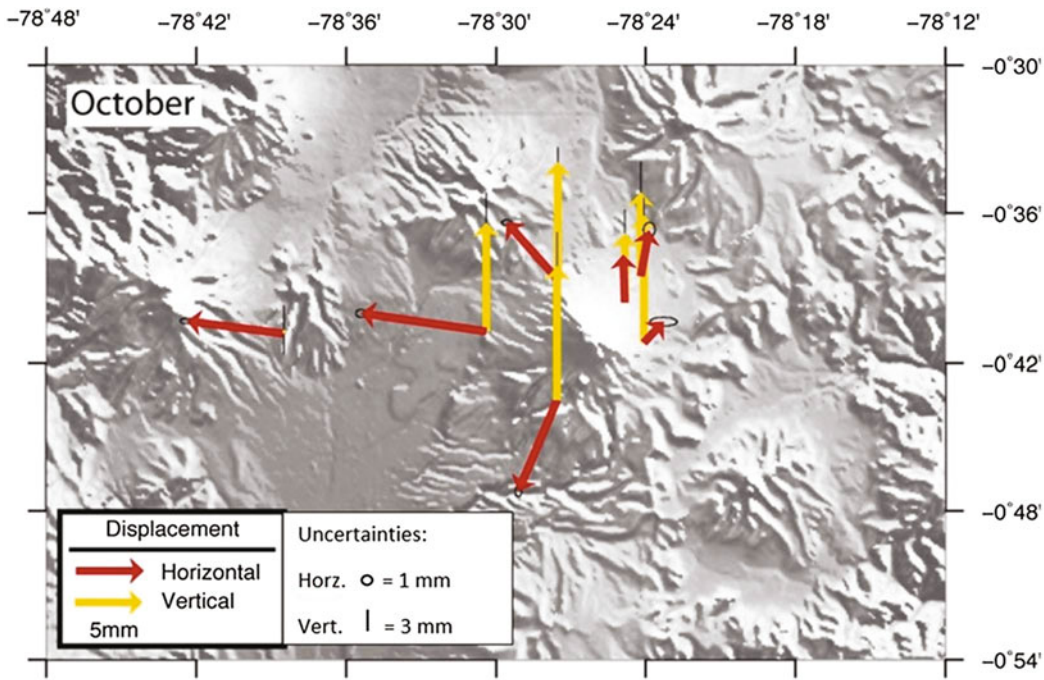 −78˚48' −78˚42' −78˚36' −78˚30' −78˚24' −78˚18' −78˚12'
−0˚30'
October
−0˚36'
−0˚42'
−0˚48'
Displacement
Horizontal
Vertical
5mm
Uncertainties:
Horz. = 1 mm
Vert. = 3 mm
−0˚54'